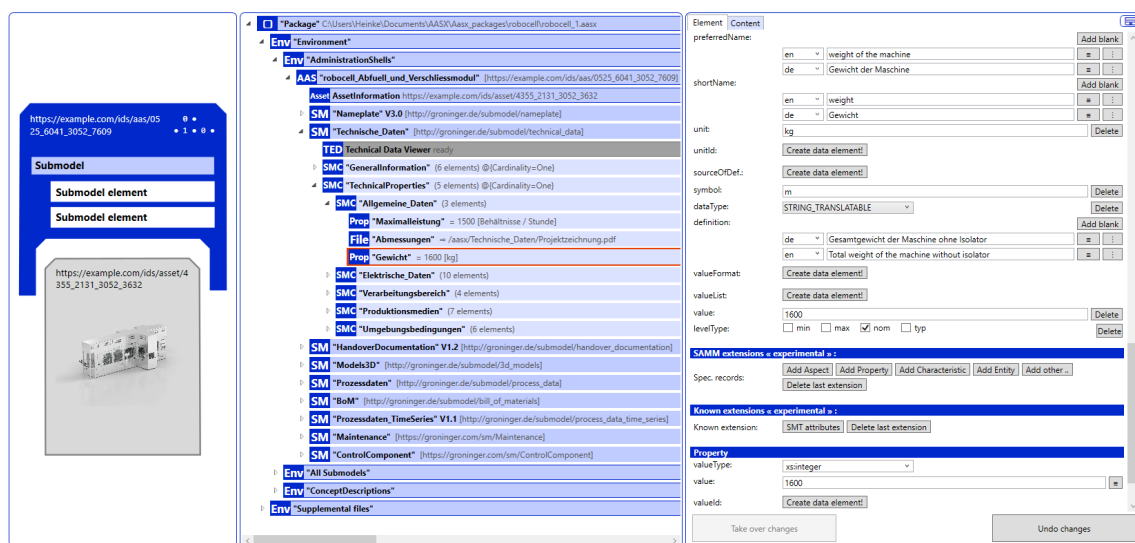 https://example.com/ids/aas/05
25_6041_3052_7609
0
1 0
Submodel
Submodel element
Submodel element
https://example.com/ids/asset/4
355_2131_3052_3632
"Package" C:\Users\Heinke\Documents\AASX\Aasx_packages\robocell\robocell_1.aasx
Env "Environment"
Env "AdministrationShells"
AAS "robocell_Abfuell_und_Verschliessmodul" [https://example.com/ids/aas/0525_6041_3052_7609]
Asset AssetInformation https://example.com/ids/asset/4355_2131_3052_3632
SM "Nameplate" V3.0 [http://groninger.de/submodel/nameplate]
SM "Technische_Daten" [http://groninger.de/submodel/technical_data]
TED Technical Data Viewer ready
SMC "GeneralInformation" (6 elements) @{Cardinality=One}
SMC "TechnicalProperties" (5 elements) @{Cardinality=One}
SMC "Allgemeine_Daten" (3 elements)
Prop "Maximalleistung" = 1500 [Behältnisse / Stunde]
File "Abmessungen" ⇒ /aasx/Technische_Daten/Projektzeichnung.pdf
Prop "Gewicht" = 1600 [kg]
SMC "Elektrische_Daten" (10 elements)
SMC "Verarbeitungsbereich" (4 elements)
SMC "Produktionsmedien" (7 elements)
SMC "Umgebungsbedingungen" (6 elements)
SM "HandoverDocumentation" V1.2 [http://groninger.de/submodel/handover_documentation]
SM "Models3D" [http://groninger.de/submodel/3d_models]
SM "Prozessdaten" [http://groninger.de/submodel/process_data]
SM "BoM" [http://groninger.de/submodel/bill_of_materials]
SM "Prozessdaten_TimeSeries" V1.1 [http://groninger.de/submodel/process_data_time_series]
SM "Maintenance" [https://groninger.com/sm/Maintenance]
SM "ControlComponent" [https://groninger.com/sm/ControlComponent]
Env "All Submodels"
Env "ConceptDescriptions"
Env "Supplemental files"
Element Content
preferredName: Add blank
en weight of the machine
de Gewicht der Maschine
shortName: Add blank
en weight
de Gewicht
unit: kg Delete
unitId: Create data element!
sourceOfDef.: Create data element!
symbol: m Delete
dataType: STRING_TRANSLATABLE Delete
definition: Add blank
de Gesamtgewicht der Maschine ohne Isolator
en Total weight of the machine without isolator
valueFormat: Create data element!
valueList: Create data element!
value: 1600 Delete
levelType: min max nom typ Delete
SAMM extensions « experimental » :
Spec. records: Add Aspect Add Property Add Characteristic Add Entity Add other ..
Delete last extension
Known extensions « experimental » :
Known extension: SMT attributes Delete last extension
Property
valueType: xs:integer
value: 1600
valueId: Create data element!
Take over changes Undo changes